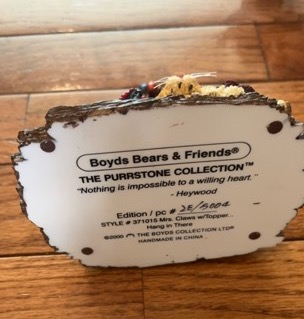 Boyds Bears & Friends®
THE PURRSTONE COLLECTION™
"Nothing is impossible to a willing heart."
- Heywood
Edition / pc # 2E/5004
STYLE # 371015 Mrs. Claws w/Topper...
Hang in There
©2000 THE BOYDS COLLECTION LTD®
HANDMADE IN CHINA